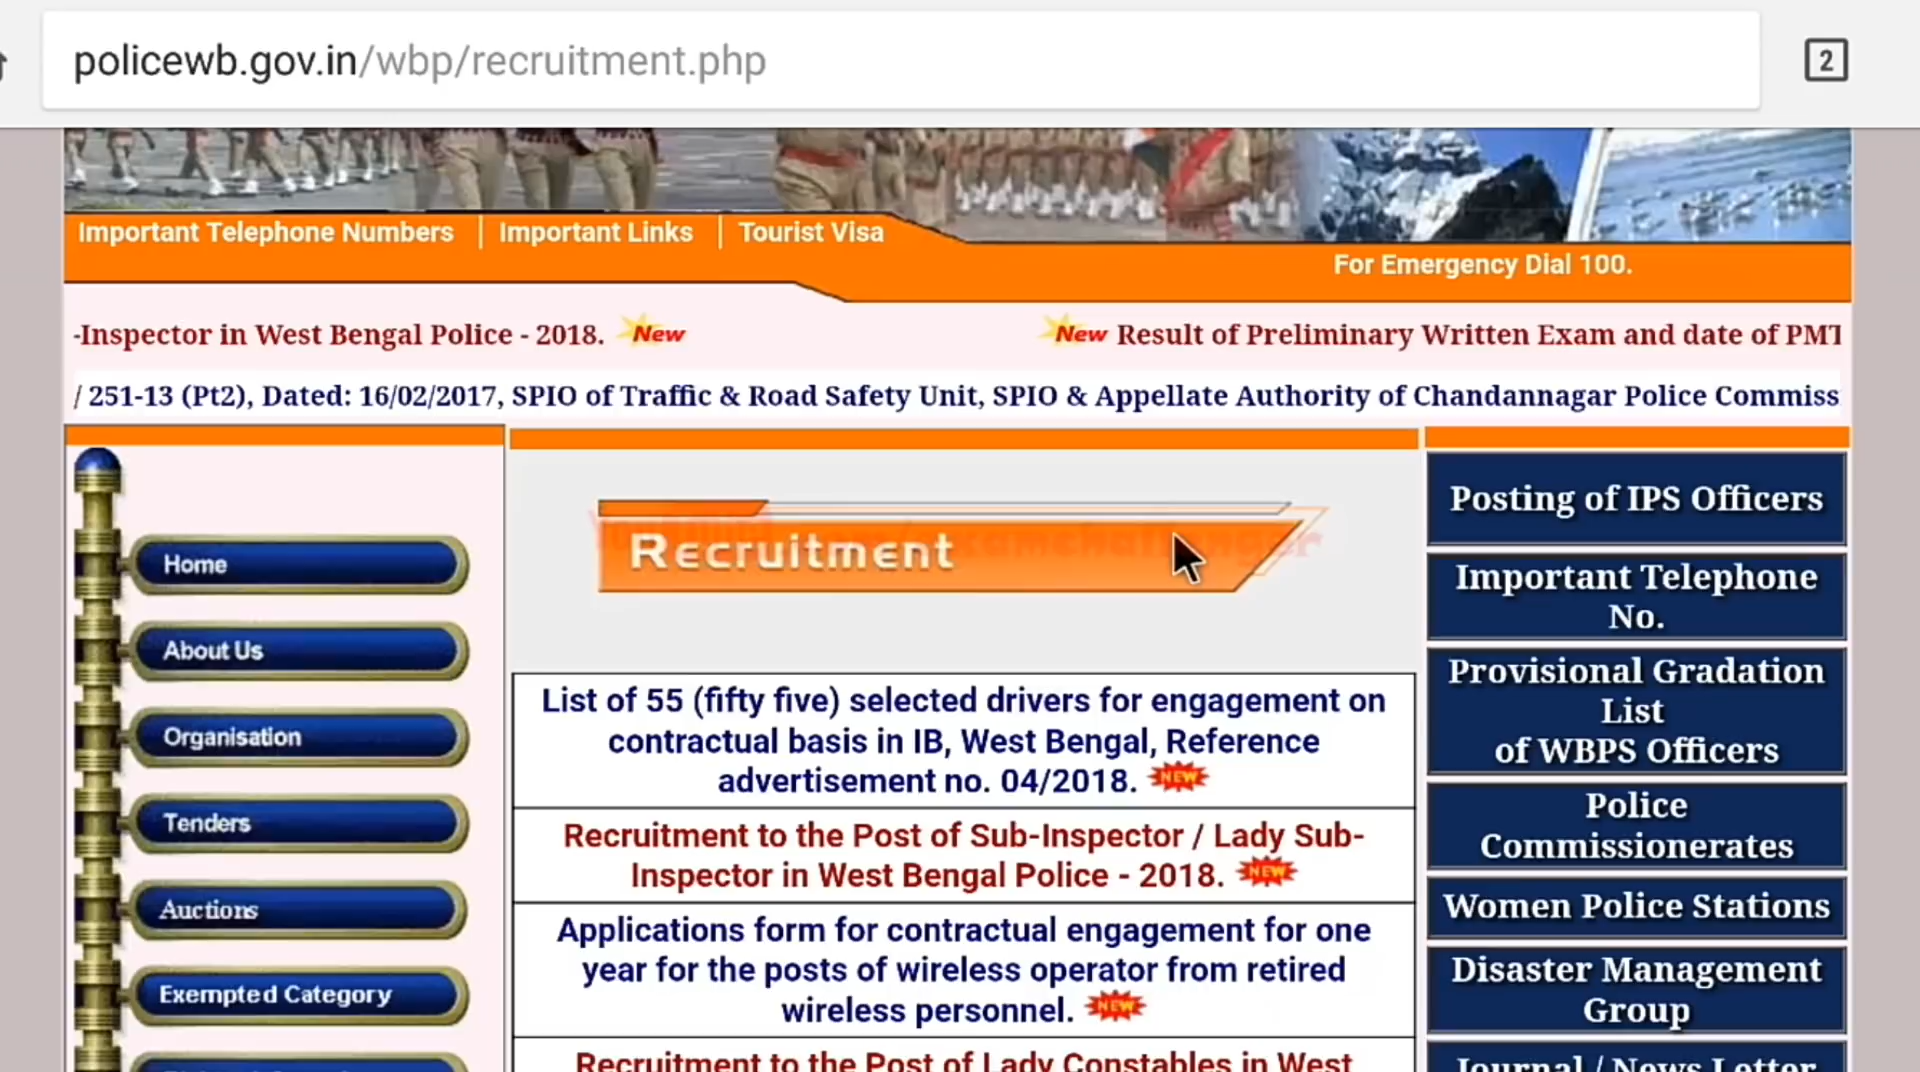 policewb.gov.in/wbp/recruitment.php
2
Important Telephone Numbers
Important Links
Tourist Visa
For Emergency Dial 100.
-Inspector in West Bengal Police - 2018. New
New Result of Preliminary Written Exam and date of PMT
/ 251-13 (Pt2), Dated: 16/02/2017, SPIO of Traffic & Road Safety Unit, SPIO & Appellate Authority of Chandannagar Police Commiss
Home
About Us
Organisation
Tenders
Auctions
Exempted Category
Recruitment
List of 55 (fifty five) selected drivers for engagement on
contractual basis in IB, West Bengal, Reference
advertisement no. 04/2018. NEW
Recruitment to the Post of Sub-Inspector / Lady Sub-
Inspector in West Bengal Police - 2018. NEW
Applications form for contractual engagement for one
year for the posts of wireless operator from retired
wireless personnel. NEW
Recruitment to the Post of Lady Constables in West
Posting of IPS Officers
Important Telephone
No.
Provisional Gradation
List
of WBPS Officers
Police
Commissionerates
Women Police Stations
Disaster Management
Group
Journal / News Letter